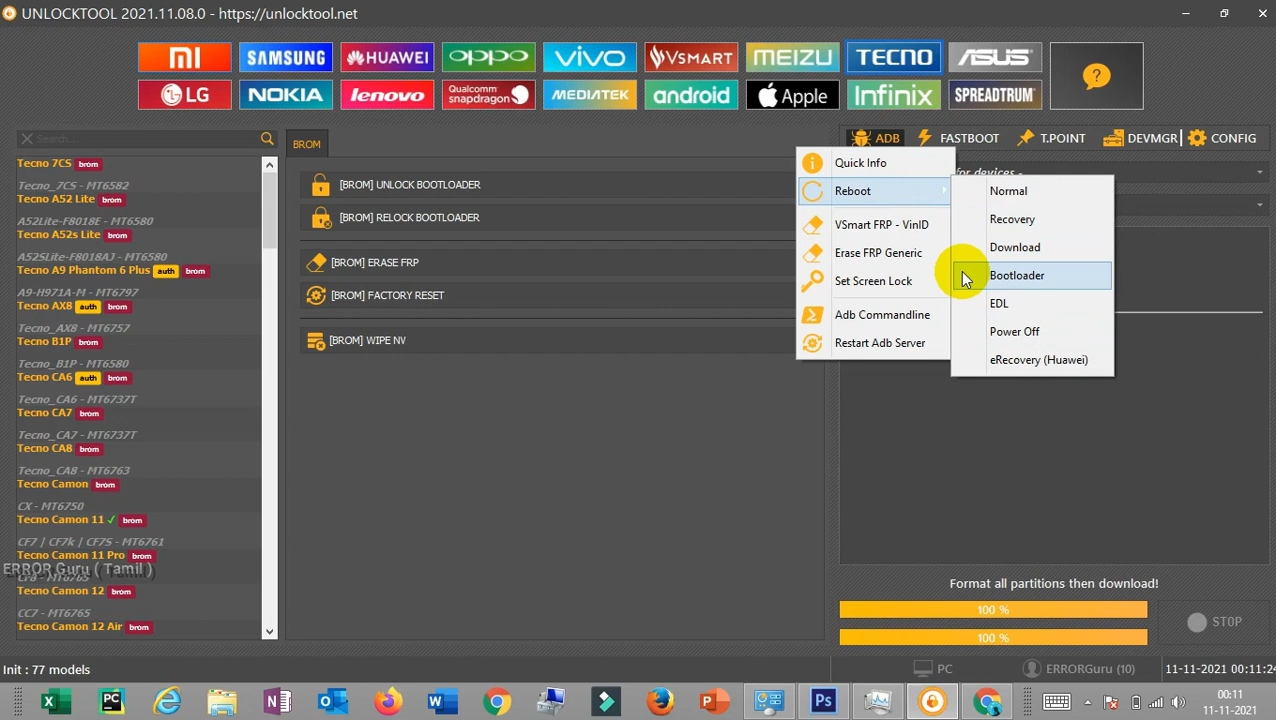 UNLOCKTOOL 2021.11.08.0 - https://unlocktool.net
MI SAMSUNG HUAWEI oppo vivo VSMART MEIZU TECNO ASUS
LG NOKIA lenovo Qualcomm snapdragon MEDIATEK android Apple Infinix SPREADTRUM
?
Search...
BROM
ADB FASTBOOT T.POINT DEVMGR CONFIG
Tecno 7CS brom
Tecno_7CS - MT6582
Tecno A52 Lite brom
A52Lite-F8018E - MT6580
Tecno A52s Lite brom
A52SLite-F8018AJ - MT6580
Tecno A9 Phantom 6 Plus auth brom
A9-H971A-M - MT6797
Tecno AX8 auth brom
Tecno_AX8 - MT6757
Tecno B1P brom
Tecno_B1P - MT6580
Tecno CA6 auth brom
Tecno_CA6 - MT6737T
Tecno CA7 brom
Tecno_CA7 - MT6737T
Tecno CA8 brom
Tecno_CA8 - MT6763
Tecno Camon brom
CX - MT6750
Tecno Camon 11 ✓ brom
CF7 | CF7k | CF7S - MT6761
Tecno Camon 11 Pro brom
ERROR Guru ( Tamil )
CF8 - MT6763
Tecno Camon 12 brom
CC7 - MT6765
Tecno Camon 12 Air brom
[BROM] UNLOCK BOOTLOADER
[BROM] RELOCK BOOTLOADER
[BROM] ERASE FRP
[BROM] FACTORY RESET
[BROM] WIPE NV
for devices -
Quick Info
Reboot
VSmart FRP - VinID
Erase FRP Generic
Set Screen Lock
Adb Commandline
Restart Adb Server
Normal
Recovery
Download
Bootloader
EDL
Power Off
eRecovery (Huawei)
Format all partitions then download!
100 %
100 %
STOP
Init : 77 models
PC
ERRORGuru (10)
11-11-2021 00:11:24
00:11
11-11-2021